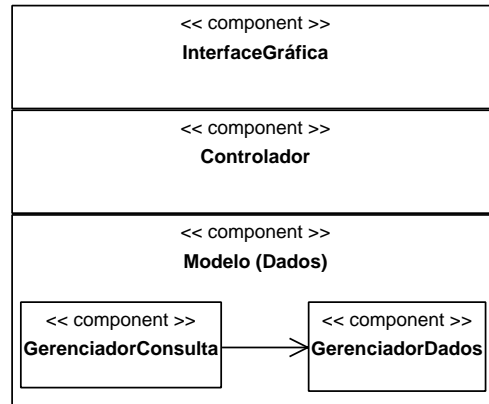 << component >>
InterfaceGráfica
<< component >>
Controlador
<< component >>
Modelo (Dados)
<< component >>
GerenciadorConsulta
<< component >>
GerenciadorDados